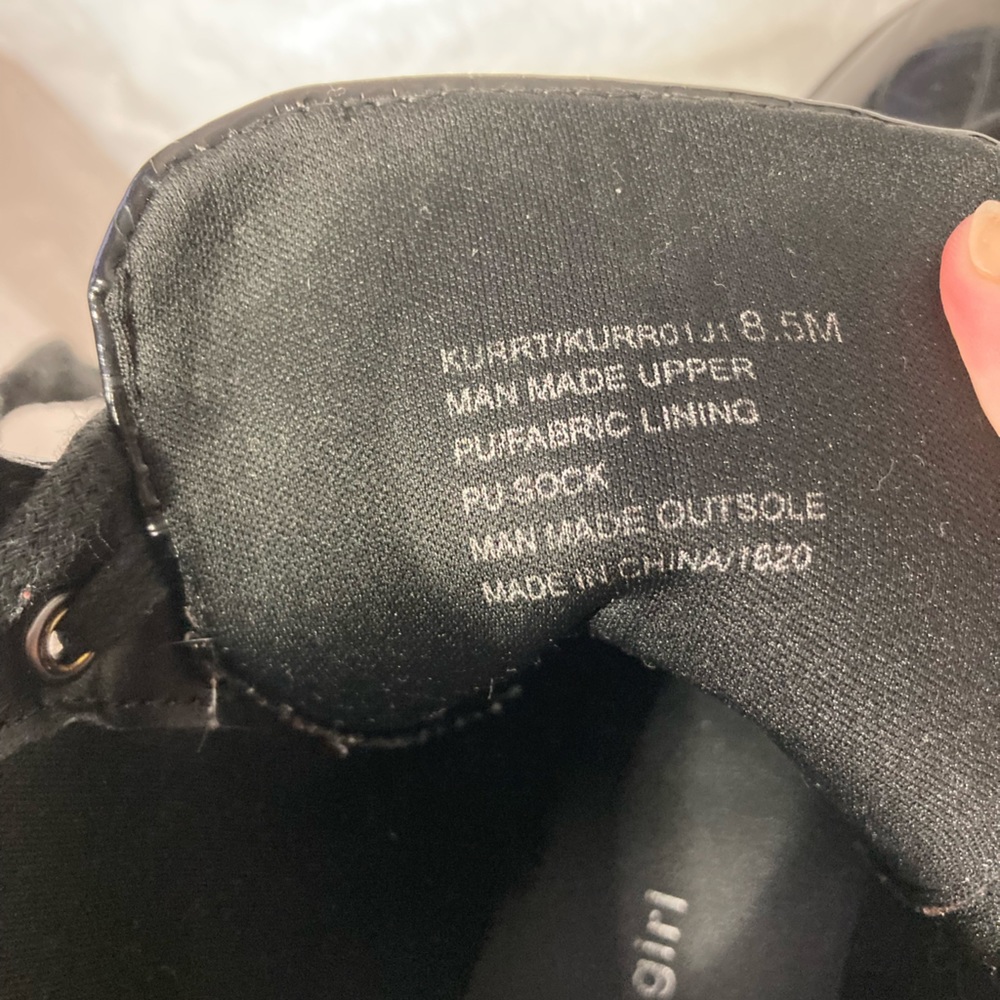 KURRT/KURR01J1 8.5M
MAN MADE UPPER
PU/FABRIC LINING
PU SOCK
MAN MADE OUTSOLE
MADE IN CHINA/1620
girl